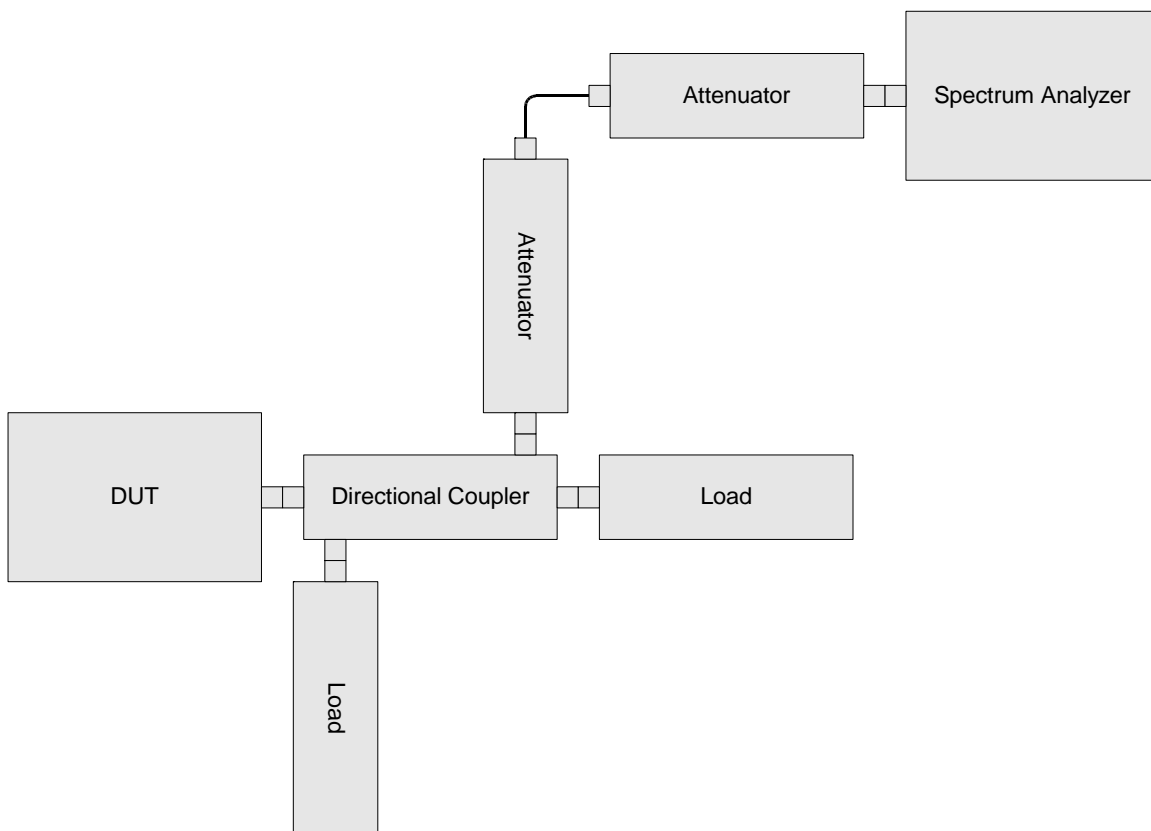 Attenuator
Spectrum Analyzer
Attenuator
DUT
Directional Coupler
Load
Load